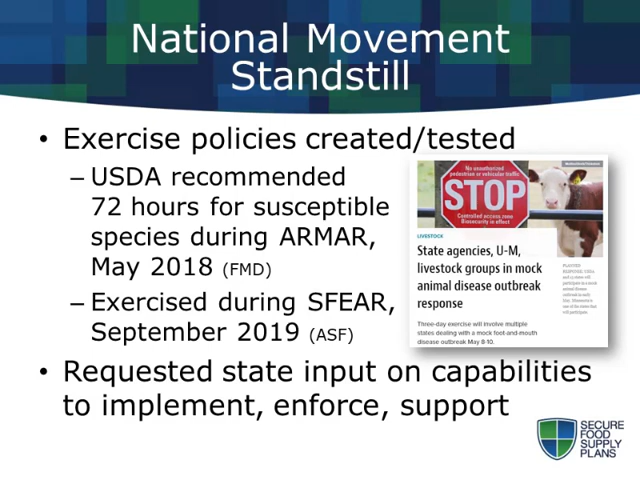 National Movement
Standstill
• Exercise policies created/tested
– USDA recommended
72 hours for susceptible
species during ARMAR,
May 2018 (FMD)
– Exercised during SFEAR,
September 2019 (ASF)
• Requested state input on capabilities
to implement, enforce, support
No unauthorized
pedestrian or vehicular traffic
STOP
Controlled access zone
Biosecurity in effect
LIVESTOCK
State agencies, U-M,
livestock groups in mock
animal disease outbreak
response
Three-day exercise will involve multiple
states dealing with a mock foot-and-mouth
disease outbreak May 8-10.
SECURE
FOOD
SUPPLY
PLANS